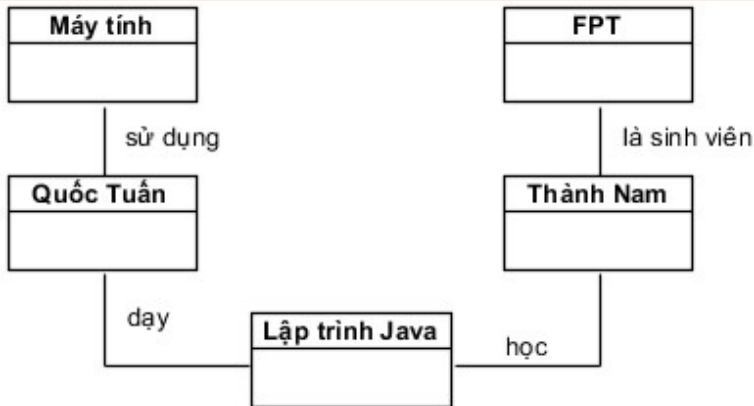 Máy tính
FPT
sử dụng
là sinh viên
Quốc Tuấn
Thành Nam
dạy
Lập trình Java
học